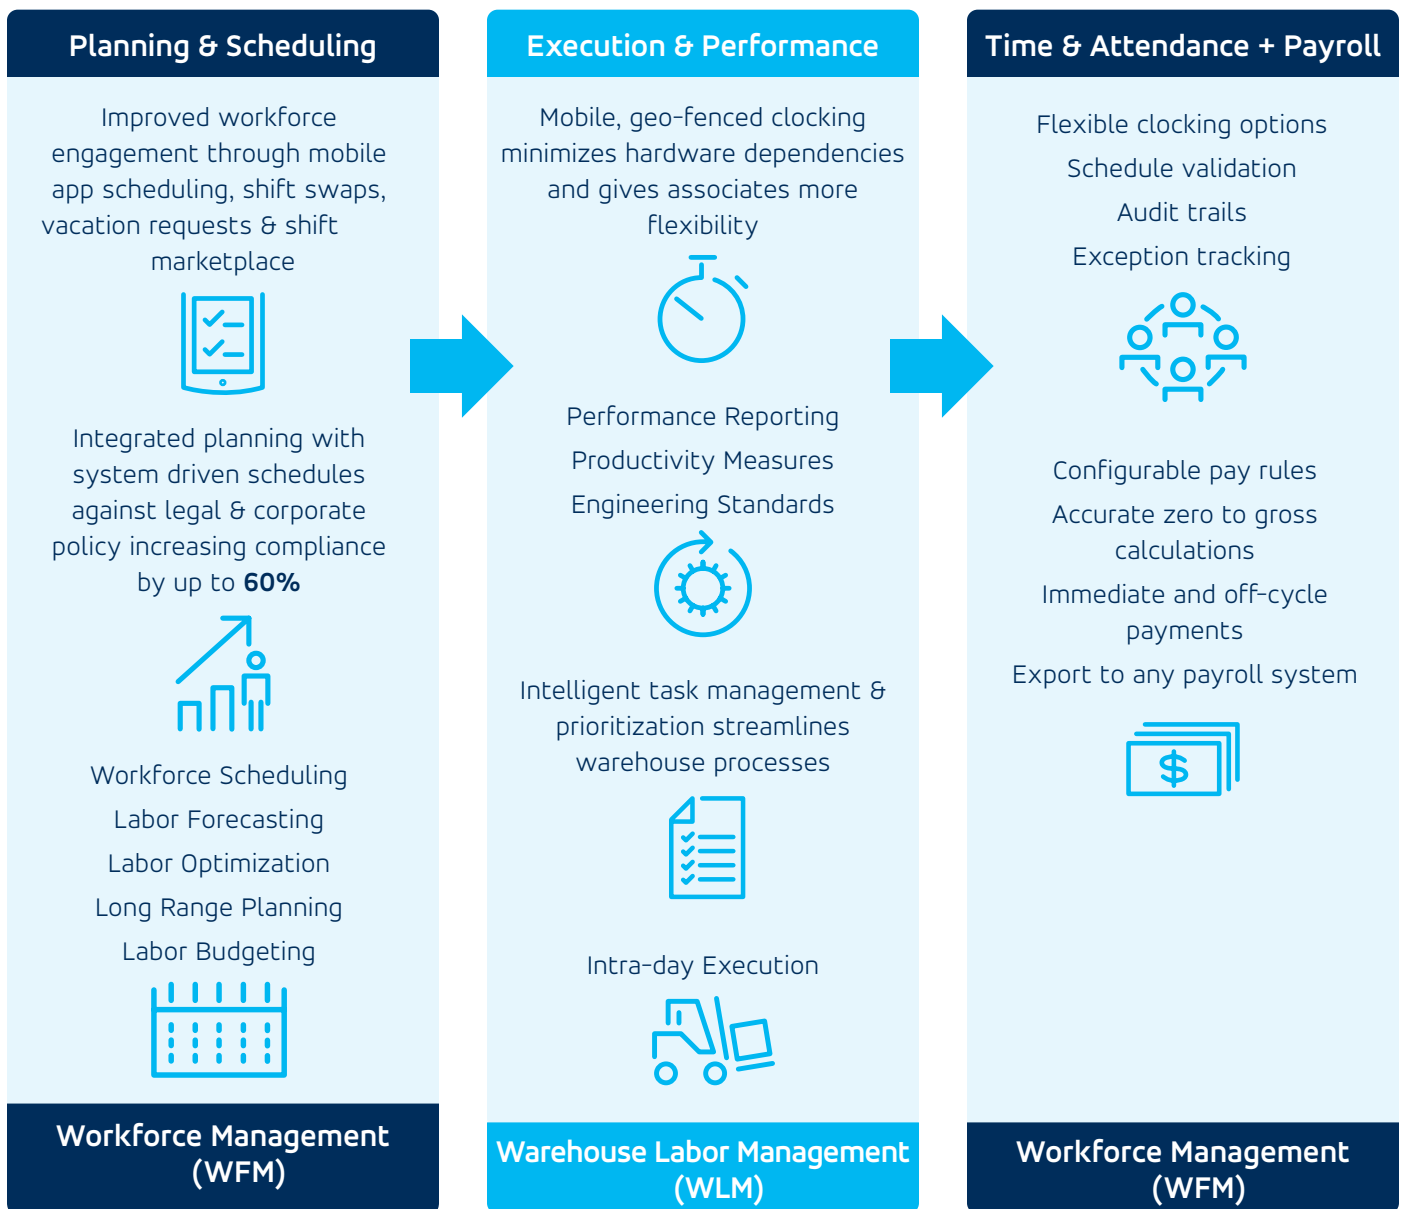 Planning & Scheduling
Improved workforce
engagement through mobile
app scheduling, shift swaps,
vacation requests & shift
marketplace
Integrated planning with
system driven schedules
against legal & corporate
policy increasing compliance
by up to 60%
Workforce Scheduling
Labor Forecasting
Labor Optimization
Long Range Planning
Labor Budgeting
Workforce Management
(WFM)
Execution & Performance
Mobile, geo-fenced clocking
minimizes hardware dependencies
and gives associates more
flexibility
Performance Reporting
Productivity Measures
Engineering Standards
Intelligent task management &
prioritization streamlines
warehouse processes
Intra-day Execution
Warehouse Labor Management
(WLM)
Time & Attendance + Payroll
Flexible clocking options
Schedule validation
Audit trails
Exception tracking
Configurable pay rules
Accurate zero to gross
calculations
Immediate and off-cycle
payments
Export to any payroll system
$
Workforce Management
(WFM)